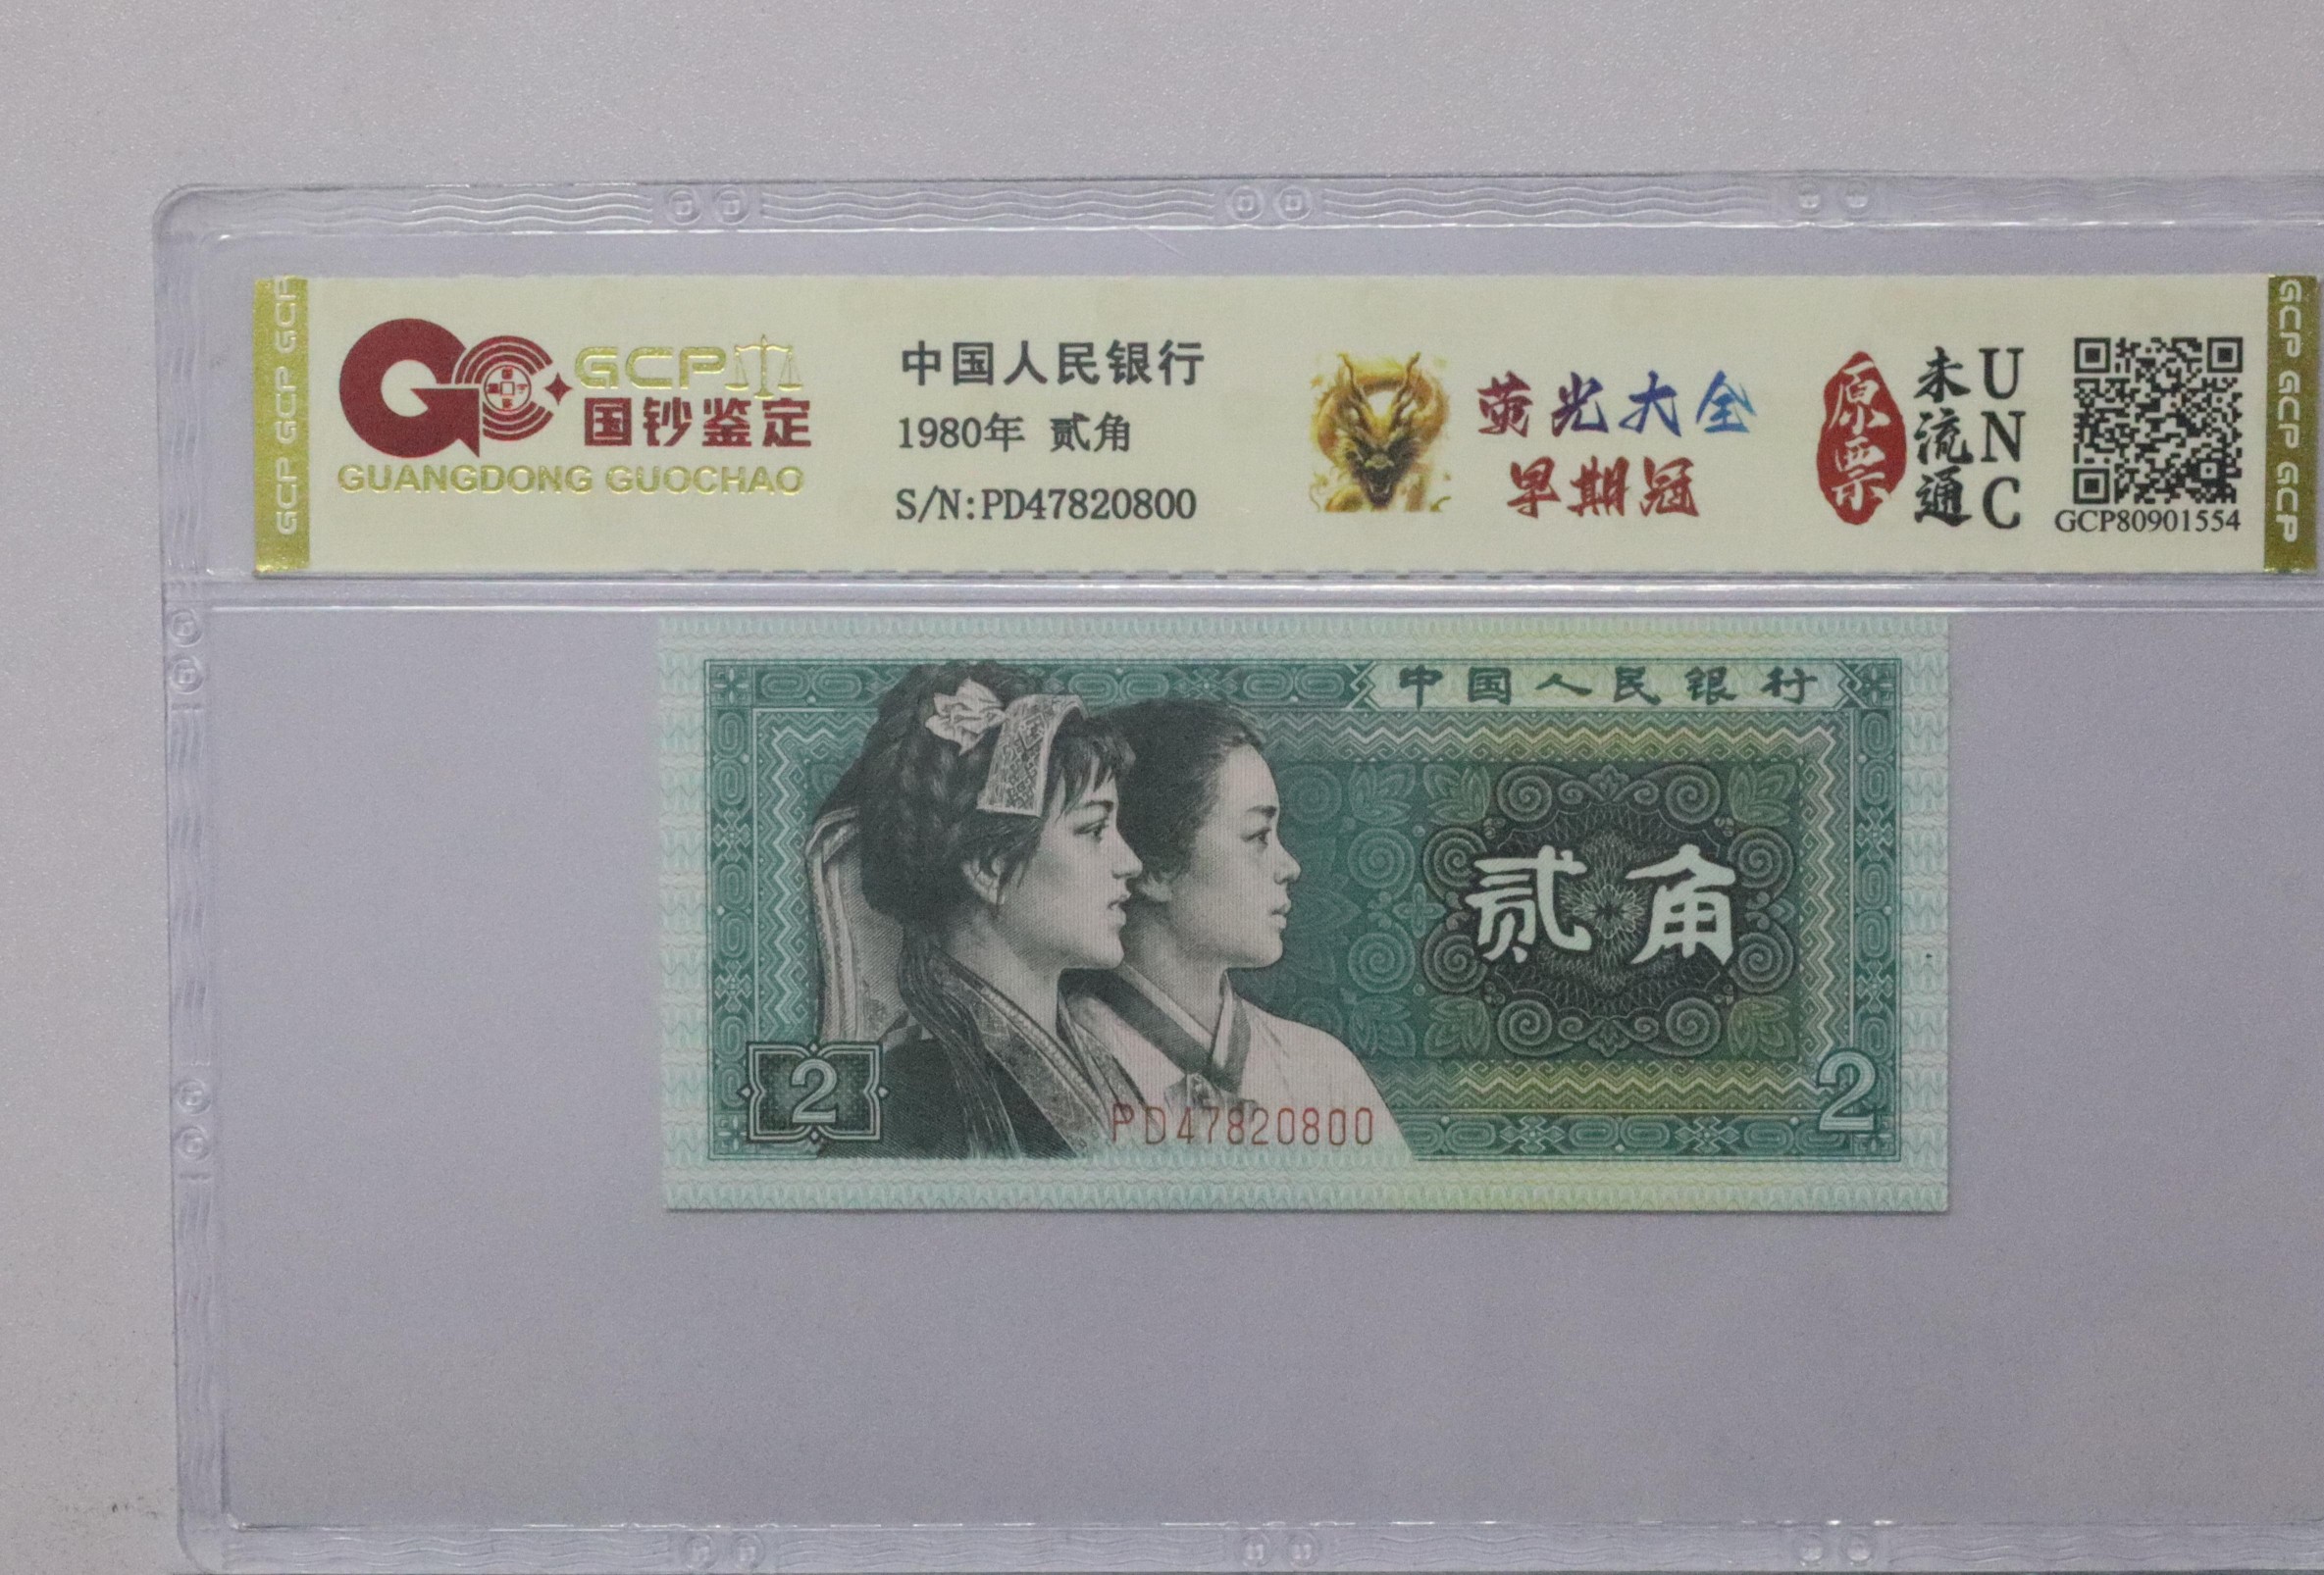 GCP GCP GCP
GCP
国钞鉴定
GUANGDONG GUOCHAO
中国人民银行
1980年 贰角
S/N:PD47820800
荧光大全
早期冠
原票
未流通
UNC
GCP80901554
GCP GCP GCP
中国人民银行
贰角
2
PD47820800
2